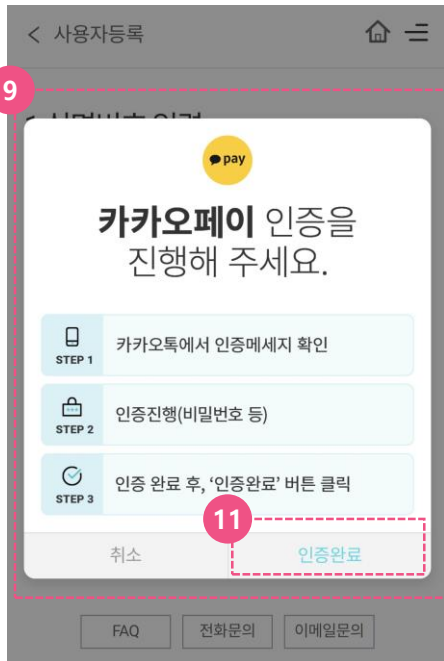 < 사용자등록
9
pay
카카오페이 인증을
진행해 주세요.
STEP 1
카카오톡에서 인증메세지 확인
STEP 2
인증진행(비밀번호 등)
STEP 3
인증 완료 후, ‘인증완료’ 버튼 클릭
11
취소
인증완료
FAQ
전화문의
이메일문의